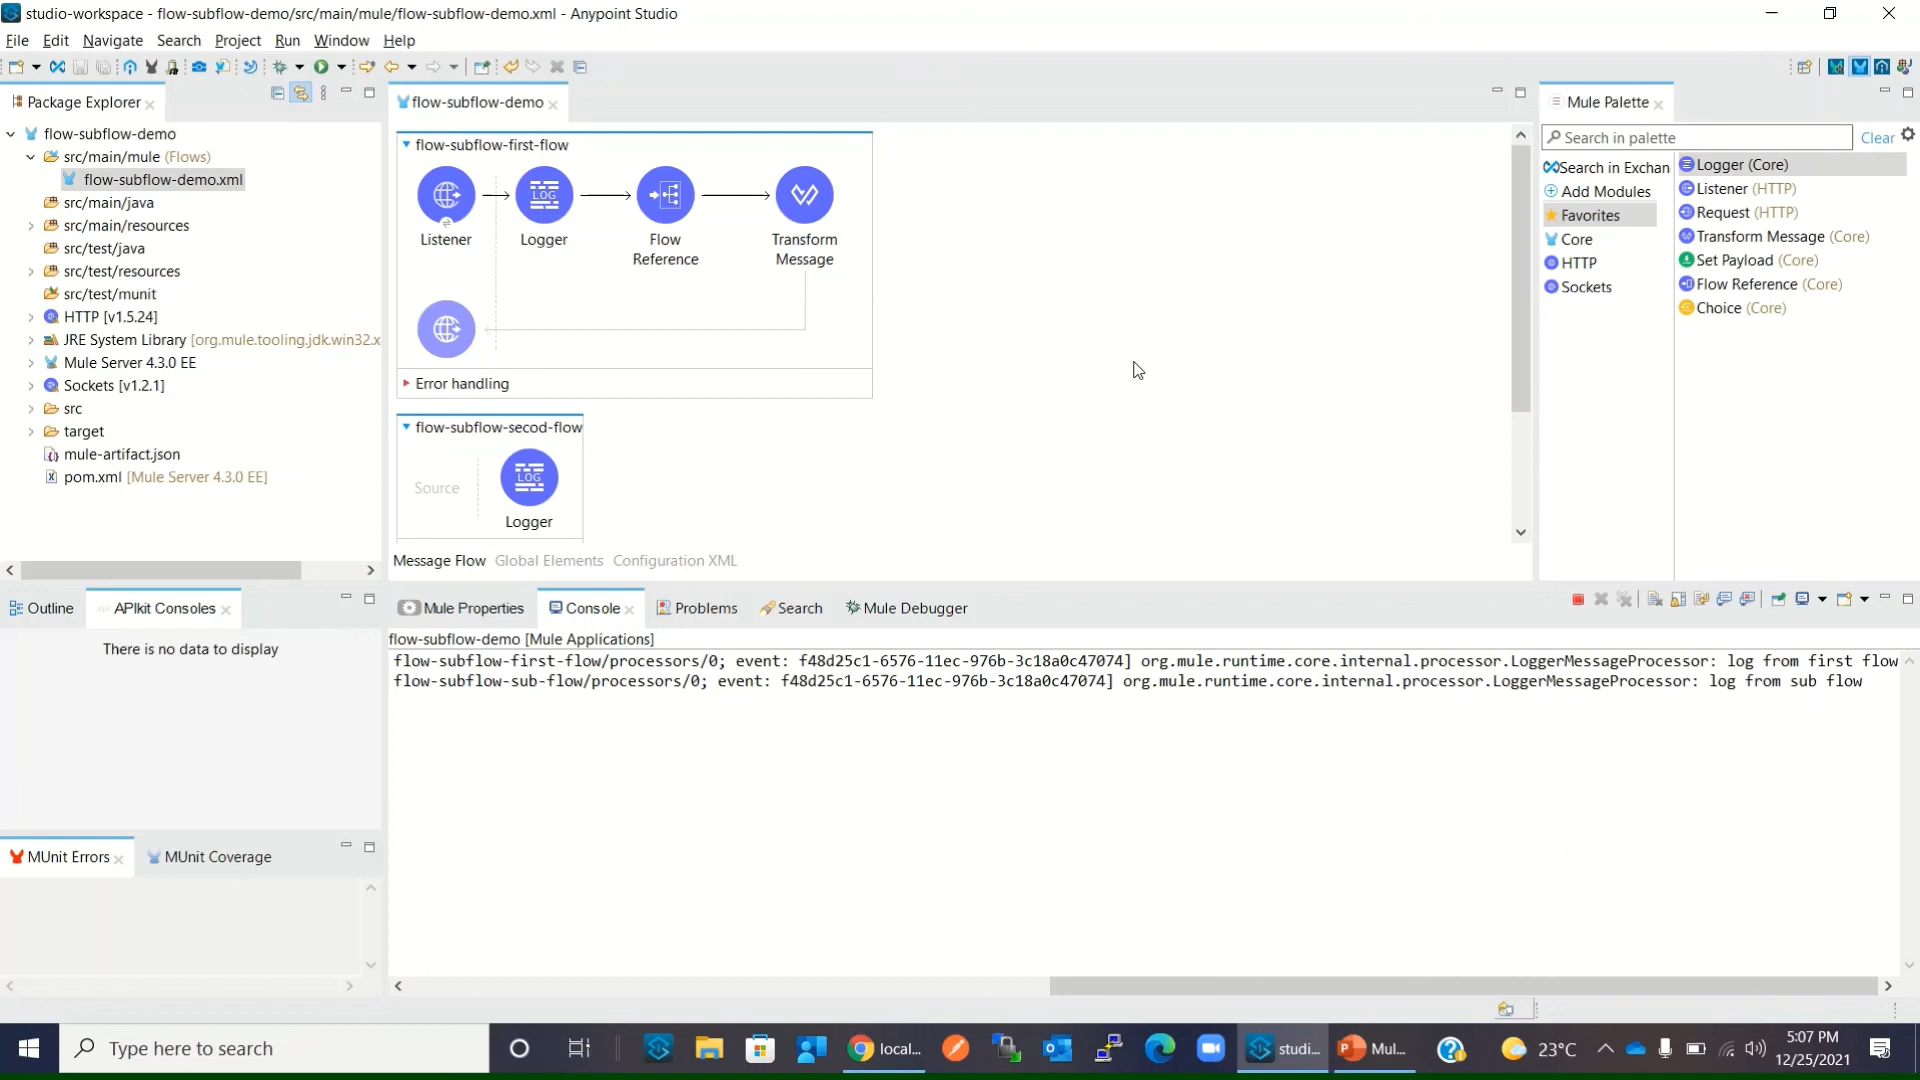 studio-workspace - flow-subflow-demo/src/main/mule/flow-subflow-demo.xml - Anypoint Studio
File Edit Navigate Search Project Run Window Help
Package Explorer
flow-subflow-demo
src/main/mule (Flows)
flow-subflow-demo.xml
src/main/java
src/main/resources
src/test/java
src/test/resources
src/test/munit
HTTP [v1.5.24]
JRE System Library [org.mule.tooling.jdk.win32.x
Mule Server 4.3.0 EE
Sockets [v1.2.1]
src
target
mule-artifact.json
pom.xml [Mule Server 4.3.0 EE]
flow-subflow-demo
flow-subflow-first-flow
LOG
Listener
Logger
Flow
Reference
Transform
Message
Error handling
flow-subflow-secod-flow
Source
LOG
Logger
Message Flow Global Elements Configuration XML
Mule Palette
Search in palette
Clear
Search in Exchan
Add Modules
Favorites
Core
HTTP
Sockets
Logger (Core)
Listener (HTTP)
Request (HTTP)
Transform Message (Core)
Set Payload (Core)
Flow Reference (Core)
Choice (Core)
Outline
APIkit Consoles
There is no data to display
MUnit Errors
MUnit Coverage
Mule Properties
Console
Problems
Search
Mule Debugger
flow-subflow-demo [Mule Applications]
flow-subflow-first-flow/processors/0; event: f48d25c1-6576-11ec-976b-3c18a0c47074] org.mule.runtime.core.internal.processor.LoggerMessageProcessor: log from first flow
flow-subflow-sub-flow/processors/0; event: f48d25c1-6576-11ec-976b-3c18a0c47074] org.mule.runtime.core.internal.processor.LoggerMessageProcessor: log from sub flow
Type here to search
local...
studi...
Mul...
23°C
5:07 PM
12/25/2021